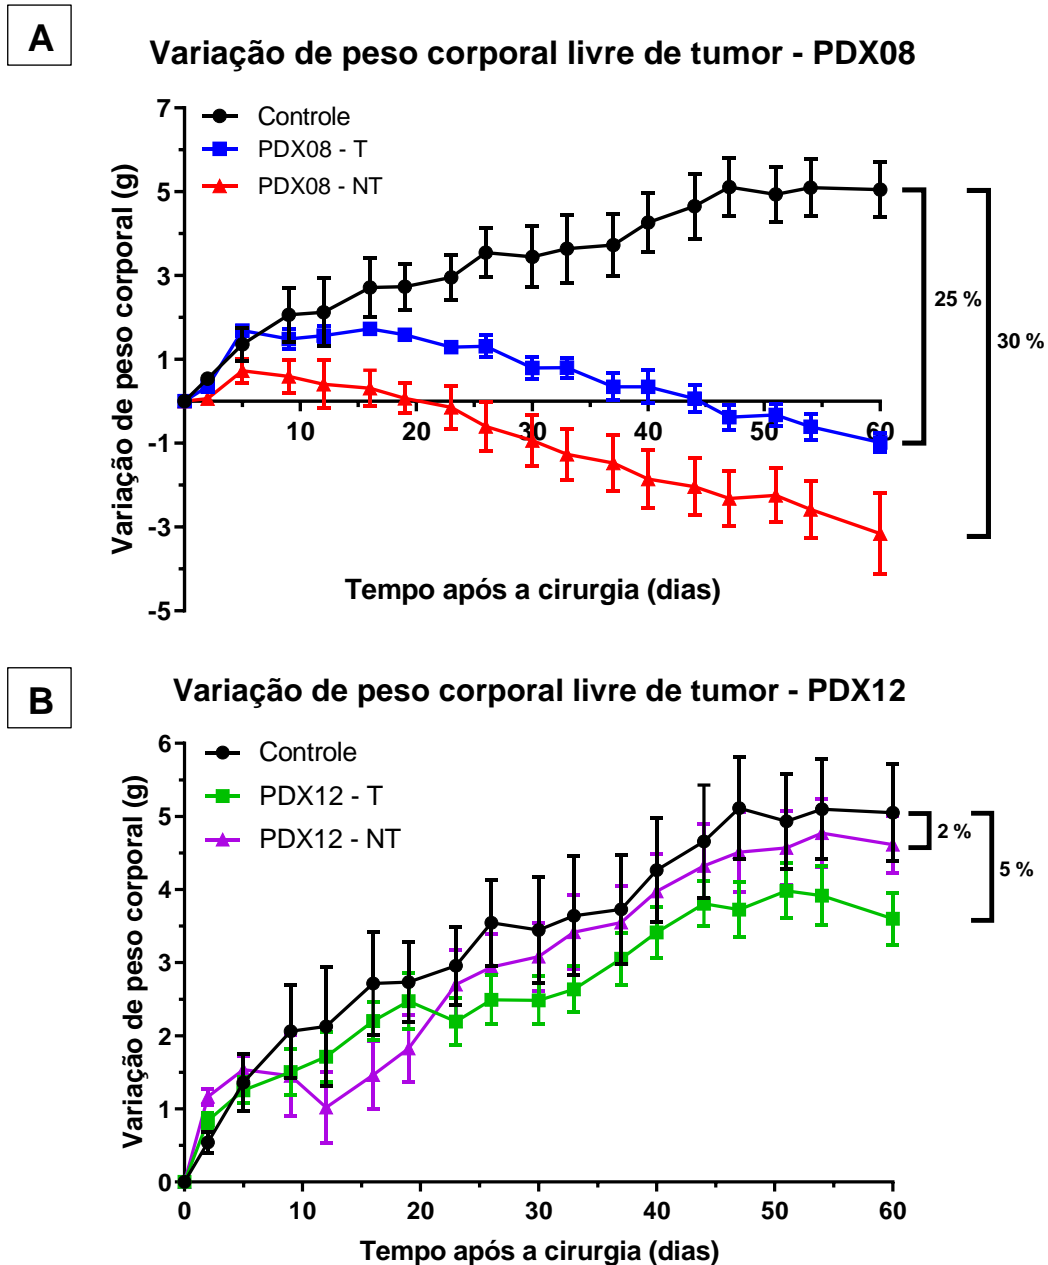 A
Variação de peso corporal livre de tumor - PDX08
Controle
PDX08 - T
PDX08 - NT
Variação de peso corporal (g)
7
5
3
1
-1
-3
-5
10 20 30 40 50 60
25 %
30 %
Tempo após a cirurgia (dias)
B
Variação de peso corporal livre de tumor - PDX12
Controle
PDX12 - T
PDX12 - NT
Variação de peso corporal (g)
6
5
4
3
2
1
0
2 %
5 %
0 10 20 30 40 50 60
Tempo após a cirurgia (dias)